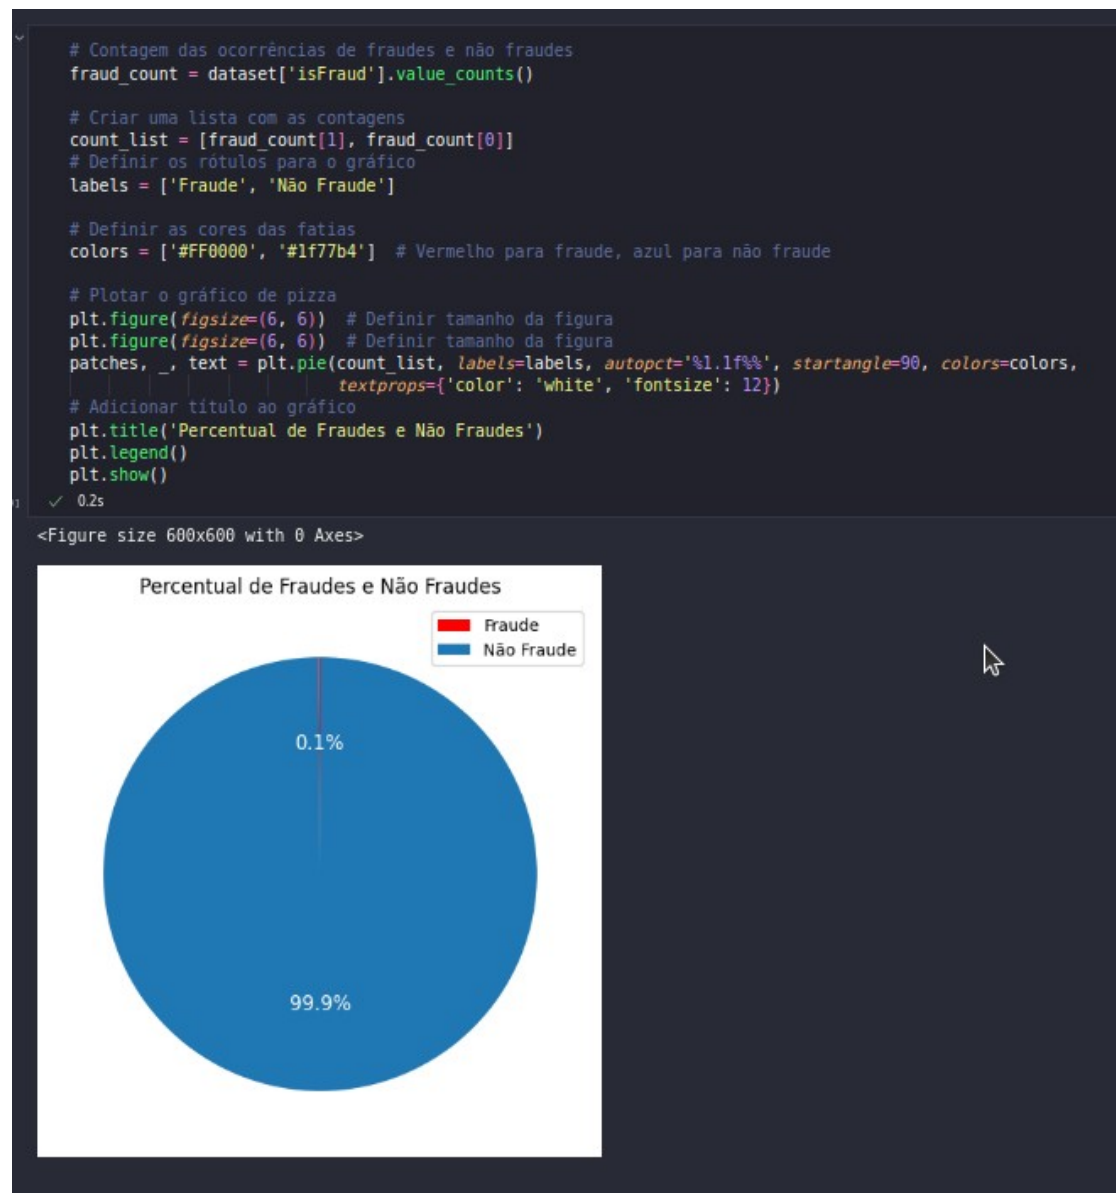 # Contagem das ocorrências de fraudes e não fraudes
fraud_count = dataset['isFraud'].value_counts()
# Criar uma lista com as contagens
count_list = [fraud_count[1], fraud_count[0]]
# Definir os rótulos para o gráfico
labels = ['Fraude', 'Não Fraude']
# Definir as cores das fatias
colors = ['#FF0000', '#1f77b4']  # Vermelho para fraude, azul para não fraude
# Plotar o gráfico de pizza
plt.figure(figsize=(6, 6))  # Definir tamanho da figura
plt.figure(figsize=(6, 6))  # Definir tamanho da figura
patches, _, text = plt.pie(count_list, labels=labels, autopct='%1.1f%%', startangle=90, colors=colors,
textprops={'color': 'white', 'fontsize': 12})
# Adicionar título ao gráfico
plt.title('Percentual de Fraudes e Não Fraudes')
plt.legend()
plt.show()
✓ 0.2s
<Figure size 600x600 with 0 Axes>
Percentual de Fraudes e Não Fraudes
Fraude
Não Fraude
0.1%
99.9%